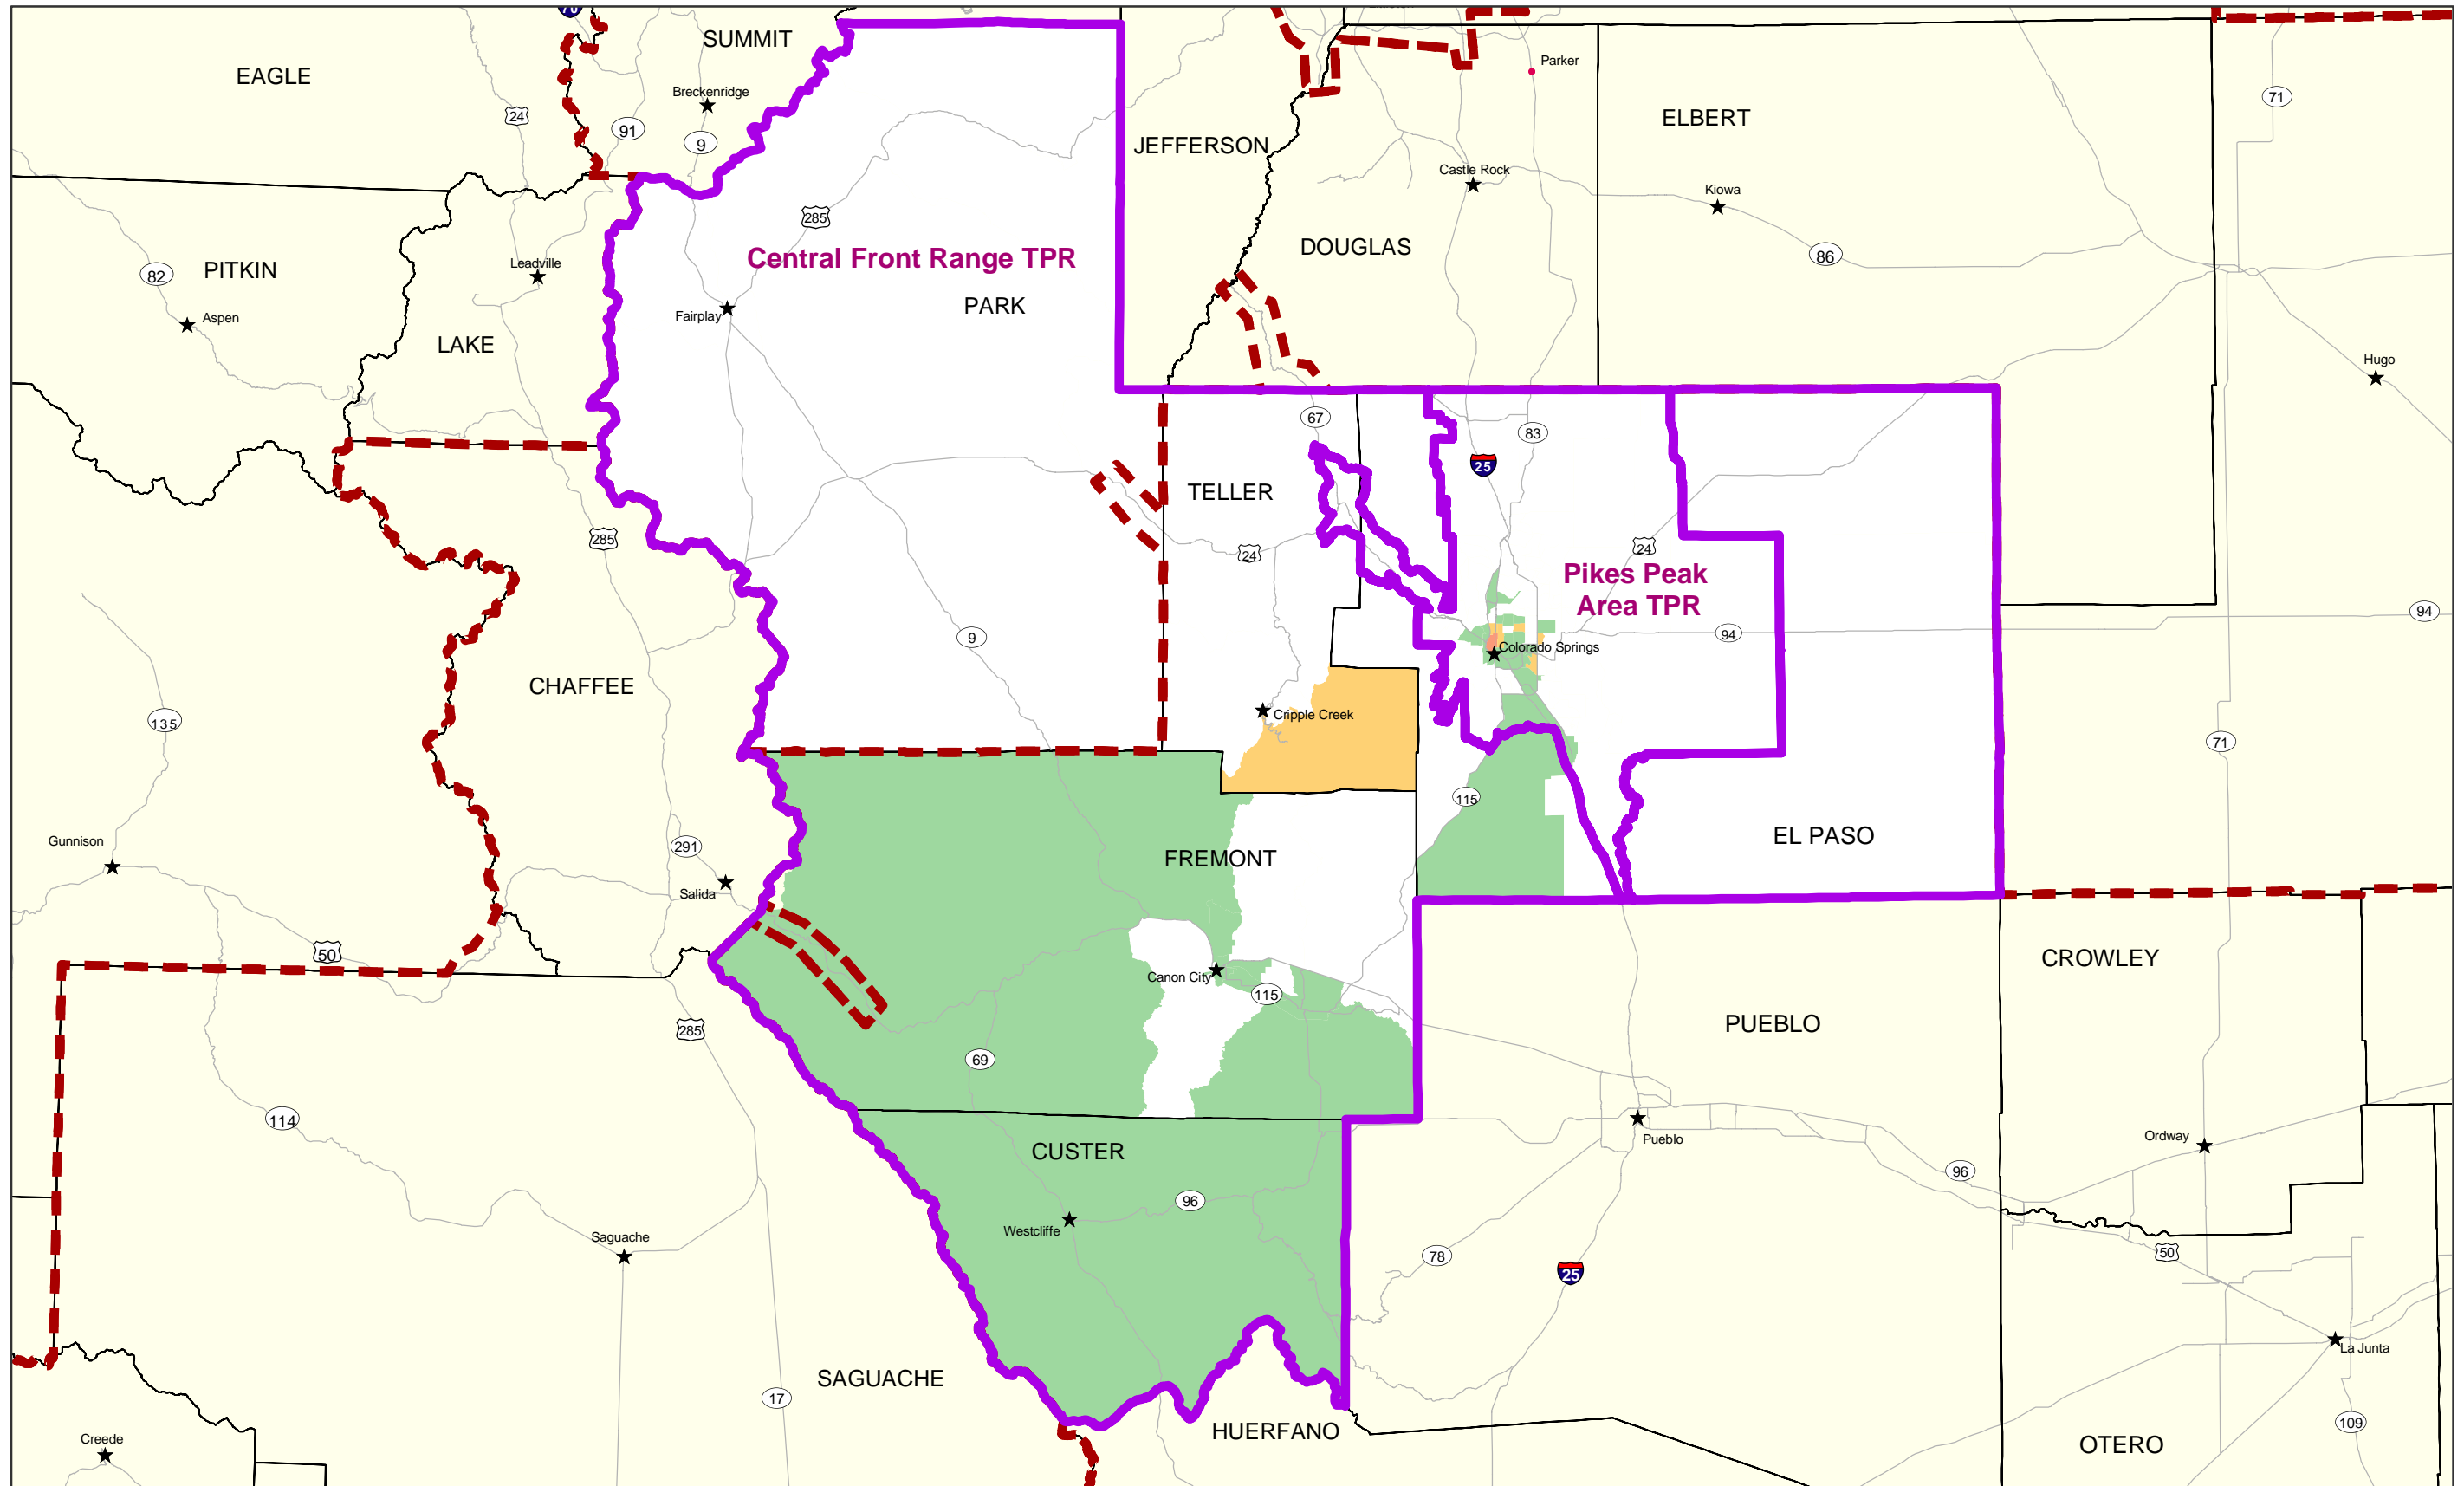 70
SUMMIT
EAGLE
Parker
Breckenridge
71
24
91
ELBERT
9
JEFFERSON
Castle Rock
Kiowa
285
DOUGLAS
Central Front Range TPR
86
Leadville
PITKIN
82
PARK
Fairplay
Aspen
LAKE
Hugo
67
83
25
TELLER
285
24
24
Pikes Peak
Area TPR
94
94
9
Colorado Springs
CHAFFEE
Cripple Creek
135
71
115
EL PASO
Gunnison
291
FREMONT
Salida
50
CROWLEY
Canon City
115
PUEBLO
285
69
114
Pueblo
Ordway
CUSTER
96
96
Westcliffe
Saguache
78
50
25
La Junta
SAGUACHE
17
109
HUERFANO
Creede
OTERO